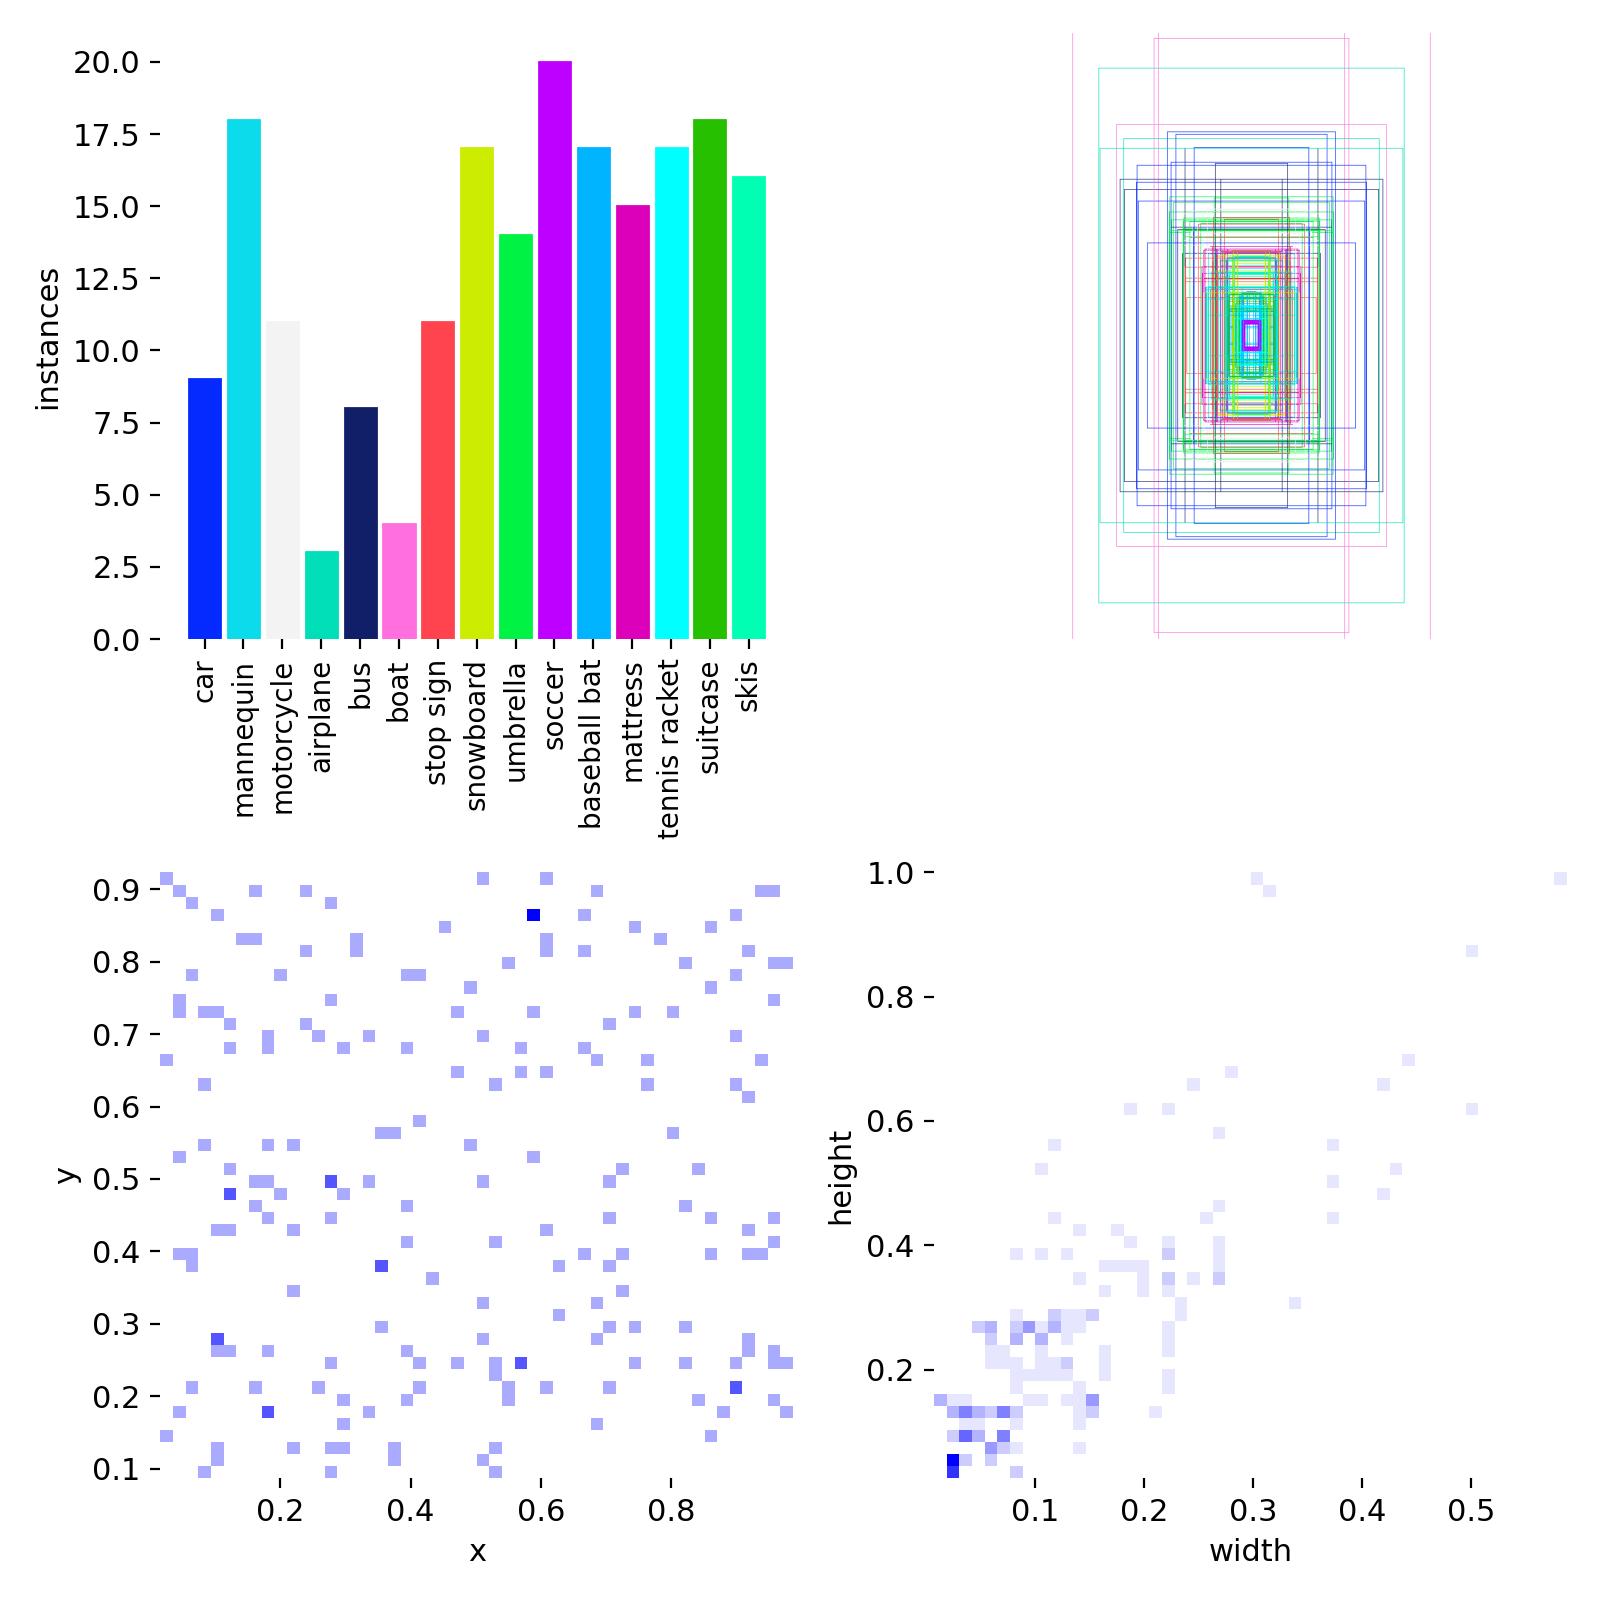 instances
20.0
17.5
15.0
12.5
10.0
7.5
5.0
2.5
0.0
car
mannequin
motorcycle
airplane
bus
boat
stop sign
snowboard
umbrella
soccer
baseball bat
mattress
tennis racket
suitcase
skis
y
0.9
0.8
0.7
0.6
0.5
0.4
0.3
0.2
0.1
0.2 0.4 0.6 0.8
x
height
1.0
0.8
0.6
0.4
0.2
0.1 0.2 0.3 0.4 0.5
width